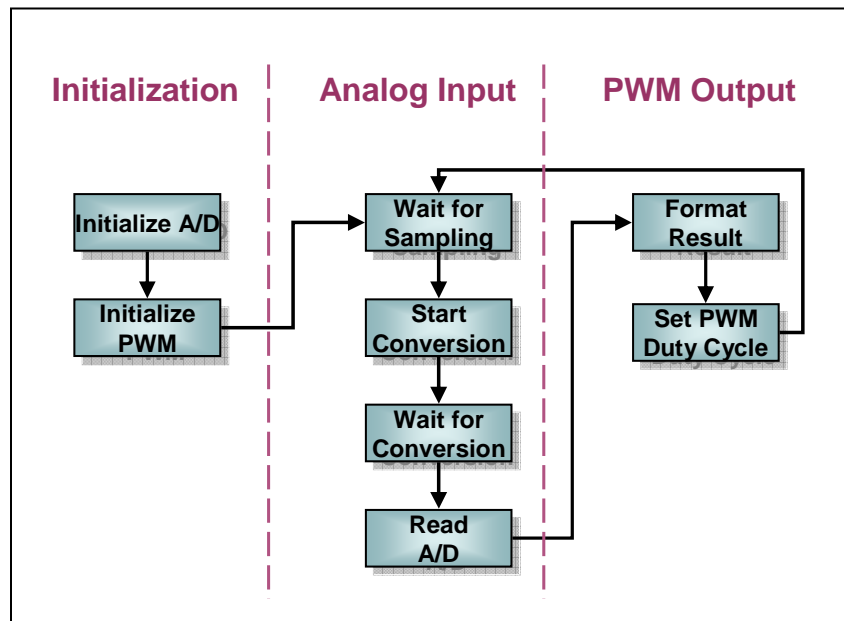 Initialization
Analog Input
PWM Output
Initialize A/D
Initialize
PWM
Wait for
Sampling
Start
Conversion
Wait for
Conversion
Read
A/D
Format
Result
Set PWM
Duty Cycle